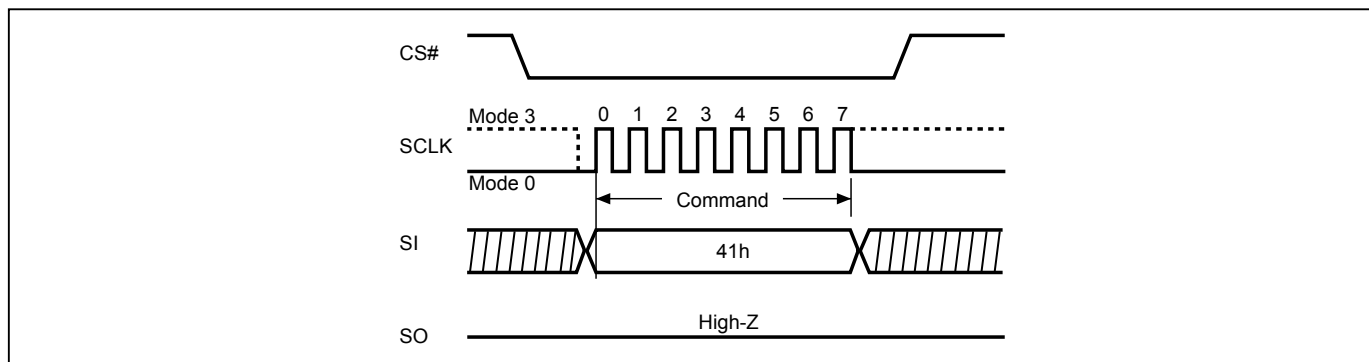 CS#
Mode 3
0 1 2 3 4 5 6 7
SCLK
Mode 0
Command
SI
41h
High-Z
SO